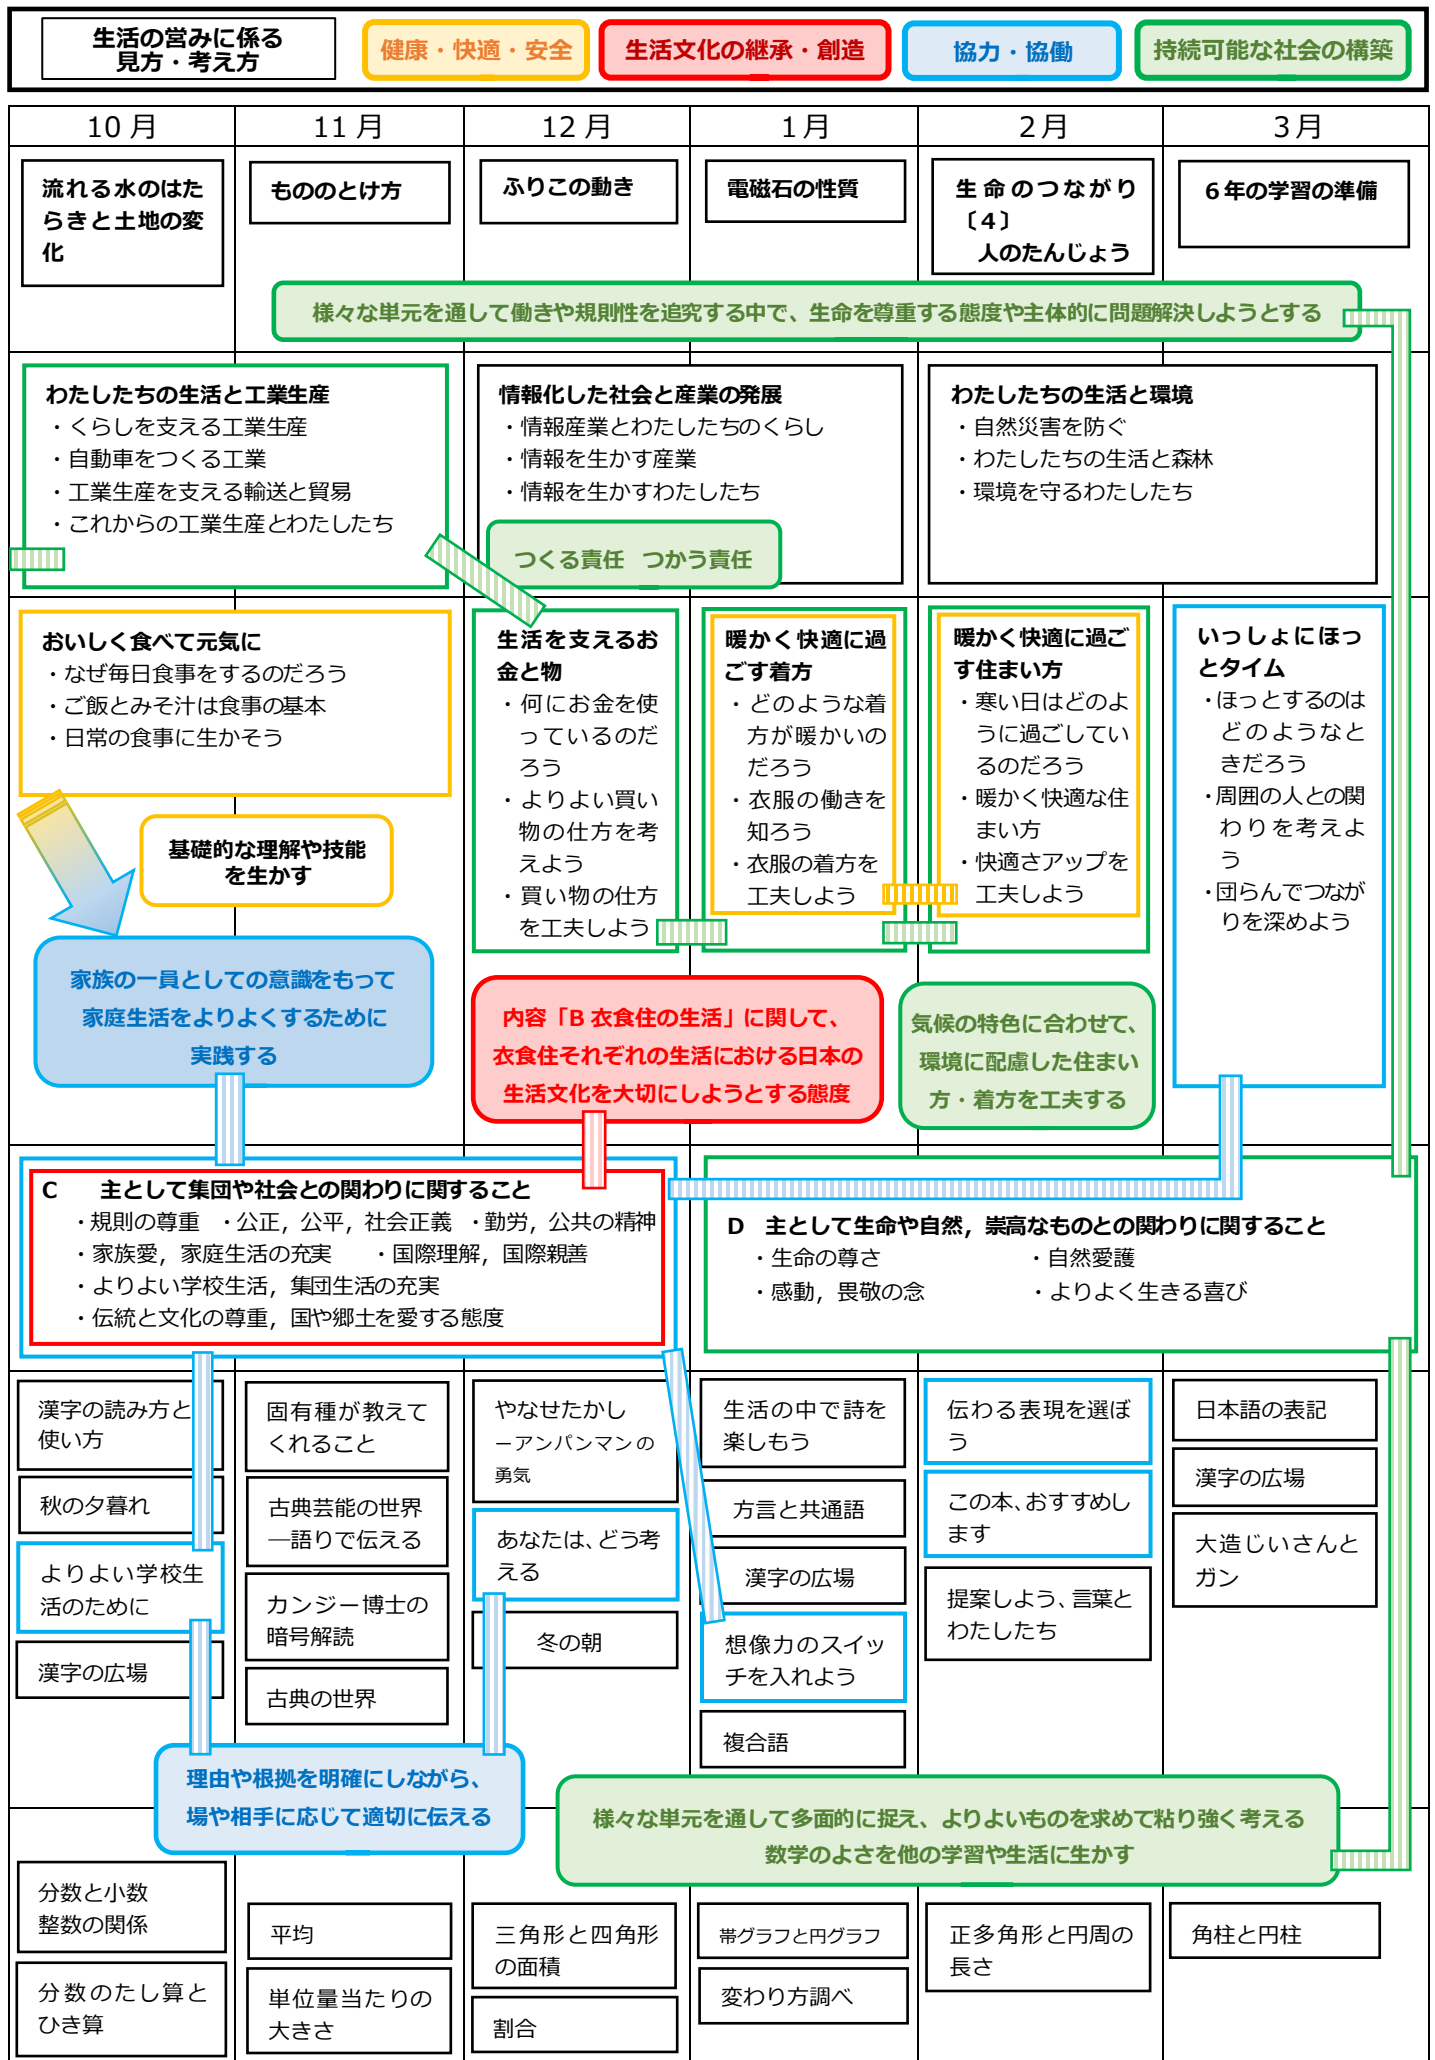 生活の営みに係る
見方・考え方
健康・快適・安全
生活文化の継承・創造
協力・協働
持続可能な社会の構築
10月
11月
12月
1月
2月
3月
流れる水のはた
らきと土地の変
化
もののとけ方
ふりこの動き
電磁石の性質
生命のつながり
〔4〕
人のたんじょう
6年の学習の準備
様々な単元を通して働きや規則性を追究する中で、生命を尊重する態度や主体的に問題解決しようとする
わたしたちの生活と工業生産
・くらしを支える工業生産
・自動車をつくる工業
・工業生産を支える輸送と貿易
・これからの工業生産とわたしたち
情報化した社会と産業の発展
・情報産業とわたしたちのくらし
・情報を生かす産業
・情報を生かすわたしたち
わたしたちの生活と環境
・自然災害を防ぐ
・わたしたちの生活と森林
・環境を守るわたしたち
つくる責任 つかう責任
おいしく食べて元気に
・なぜ毎日食事をするのだろう
・ご飯とみそ汁は食事の基本
・日常の食事に生かそう
生活を支えるお
金と物
・何にお金を使
っているのだ
ろう
・よりよい買い
物の仕方を考
えよう
・買い物の仕方
を工夫しよう
暖かく快適に過
ごす着方
・どのような着
方が暖かいの
だろう
・衣服の働きを
知ろう
・衣服の着方を
工夫しよう
暖かく快適に過ご
す住まい方
・寒い日はどのよ
うに過ごしてい
るのだろう
・暖かく快適な住
まい方
・快適さアップを
工夫しよう
いっしょにほっ
とタイム
・ほっとするのは
どのようなと
きだろう
・周囲の人との関
わりを考えよ
う
・団らんでつなが
りを深めよう
基礎的な理解や技能
を生かす
家族の一員としての意識をもって
家庭生活をよりよくするために
実践する
内容「B 衣食住の生活」に関して、
衣食住それぞれの生活における日本の
生活文化を大切にしようとする態度
気候の特色に合わせて、
環境に配慮した住まい
方・着方を工夫する
C 主として集団や社会との関わりに関すること
・規則の尊重 ・公正，公平，社会正義 ・勤労，公共の精神
・家族愛，家庭生活の充実 ・国際理解，国際親善
・よりよい学校生活，集団生活の充実
・伝統と文化の尊重，国や郷土を愛する態度
D 主として生命や自然，崇高なものとの関わりに関すること
・生命の尊さ ・自然愛護
・感動，畏敬の念 ・よりよく生きる喜び
漢字の読み方と
使い方
秋の夕暮れ
よりよい学校生
活のために
漢字の広場
固有種が教えて
くれること
古典芸能の世界
―語りで伝える
カンジー博士の
暗号解読
古典の世界
やなせたかし
ーアンパンマンの
勇気
あなたは、どう考
える
冬の朝
生活の中で詩を
楽しもう
方言と共通語
漢字の広場
想像力のスイッ
チを入れよう
複合語
伝わる表現を選ぼ
う
この本、おすすめし
ます
提案しよう、言葉と
わたしたち
日本語の表記
漢字の広場
大造じいさんと
ガン
理由や根拠を明確にしながら、
場や相手に応じて適切に伝える
様々な単元を通して多面的に捉え、よりよいものを求めて粘り強く考える
数学のよさを他の学習や生活に生かす
分数と小数
整数の関係
分数のたし算と
ひき算
平均
単位量当たりの
大きさ
三角形と四角形
の面積
割合
帯グラフと円グラフ
変わり方調べ
正多角形と円周の
長さ
角柱と円柱